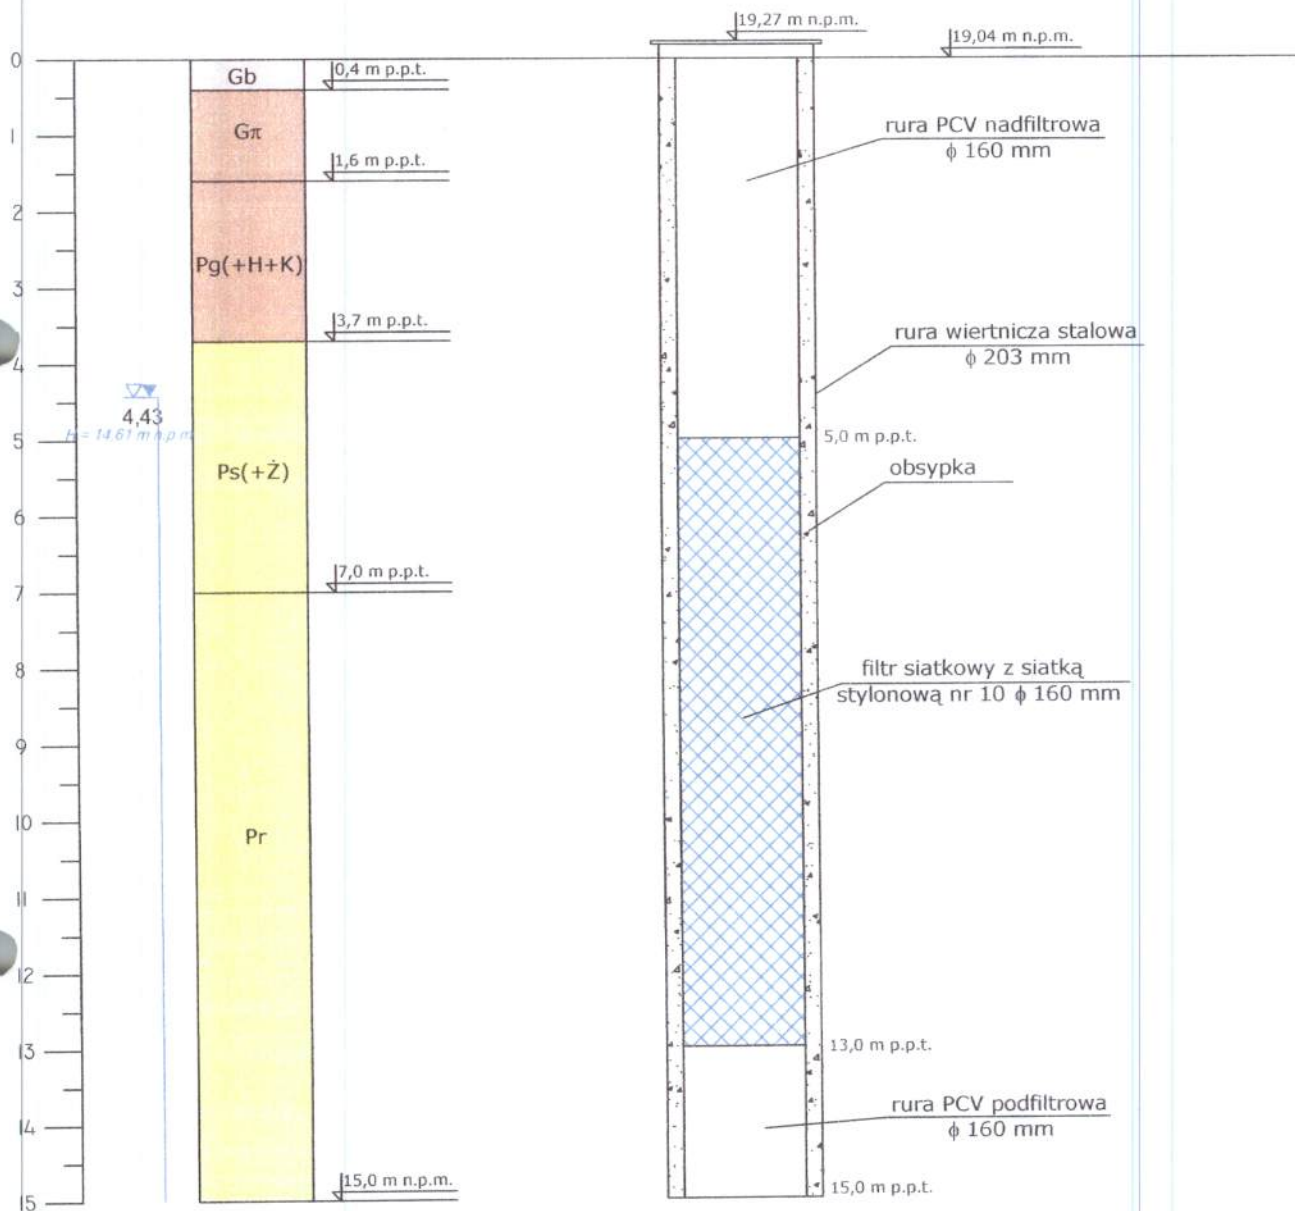 19,27 m n.p.m.
19,04 m n.p.m.
0
1
2
3
4
5
6
7
8
9
10
11
12
13
14
15
Gb
0,4 m p.p.t.
Gπ
1,6 m p.p.t.
Pg(+H+K)
3,7 m p.p.t.
4,43
H = 14,61 m n.p.m
Ps(+Ż)
7,0 m p.p.t.
Pr
15,0 m n.p.m.
rura PCV nadfiltrowa
ϕ 160 mm
rura wiertnicza stalowa
ϕ 203 mm
5,0 m p.p.t.
obsypka
filtr siatkowy z siatką
stylonową nr 10 ϕ 160 mm
13,0 m p.p.t.
rura PCV podfiltrowa
ϕ 160 mm
15,0 m p.p.t.